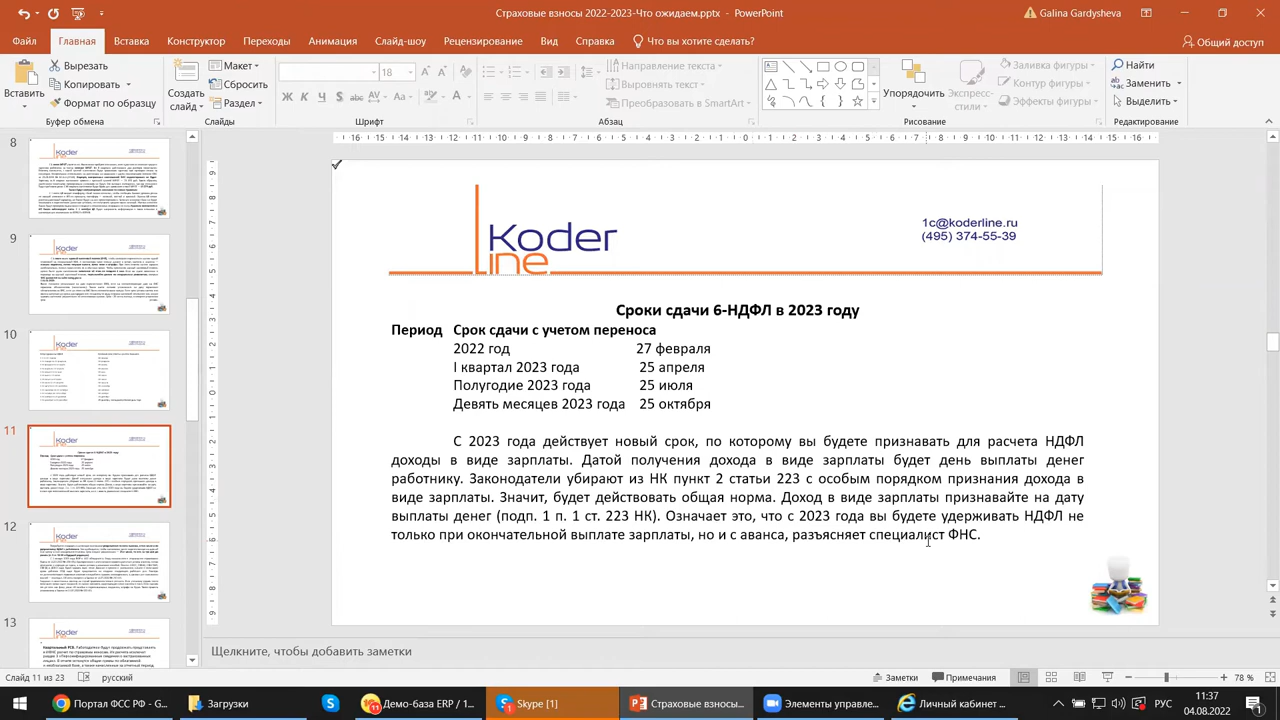 Страховые взносы 2022-2023 с ожиданием.pptx - PowerPoint
Galina Gardysheva
Файл Главная Вставка Конструктор Переходы Анимация Слайд-шоу Рецензирование Вид Справка Что вы хотите сделать? Общий доступ
Вставить
Вырезать
Копировать
Формат по образцу
Буфер обмена
Создать слайд
Макет
Сбросить
Раздел
Слайды
18
Шрифт
Направление текста
Выровнять текст
Преобразовать в SmartArt
Абзац
Упорядочить
Экспресс-стили
Заливка фигуры
Контур фигуры
Эффекты фигуры
Рисование
Найти
Заменить
Выделить
Редактирование
8
9
10
11
12
13
Koder line
1c@koderline.ru
(495) 374-55-39
Сроки сдачи 6-НДФЛ в 2023 году
Период Срок сдачи с учетом переноса
2022 год 27 февраля
I квартал 2023 года 25 апреля
Полугодие 2023 года 25 июля
Девять месяцев 2023 года 25 октября
С 2023 года действует новый срок, по которому вы будете признавать для расчета НДФЛ
доходы в виде зарплаты. Датой получения дохода в виде зарплаты будет день выплаты денег
работнику. Законодатели убирают из НК пункт 2 статьи 223 с особым порядком признания дохода в
виде зарплаты. Значит, будет действовать общая норма. Доход в виде зарплаты признавайте на дату
выплаты денег (подп. 1 п. 1 ст. 223 НК). Означает это, что с 2023 года вы будете удерживать НДФЛ не
только при окончательной выплате зарплаты, но и с аванса, разъясняет специалист ФНС.
Щелкните, чтобы добавить заметки
Слайд 11 из 23 русский Заметки Примечания 78 %
Портал ФСС РФ - G... Загрузки Демо-база ERP / 1... Skype [1] Страховые взносы... Элементы управле... Личный кабинет ... РУС 11:37
04.08.2022